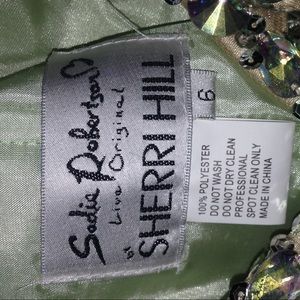 Sadie Robertson
Live Original
by
SHERRI HILL
6
100% POLYESTER
DO NOT WASH
DO NOT DRY CLEAN
PROFESSIONAL
SPOT CLEAN ONLY
MADE IN CHINA